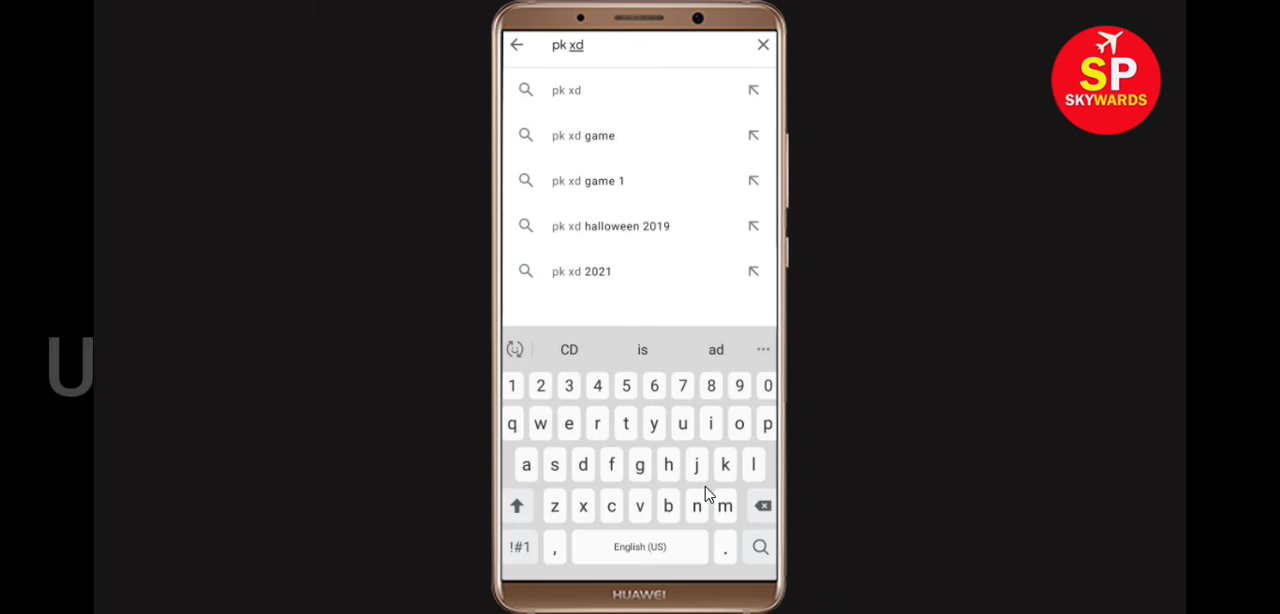 pk xd
pk xd
pk xd game
pk xd game 1
pk xd halloween 2019
pk xd 2021
CD is ad ...
1 2 3 4 5 6 7 8 9 0
q w e r t y u i o p
a s d f g h j k l
z x c v b n m
!#1 , English (US) .
HUAWEI
SP
SKYWARDS
U